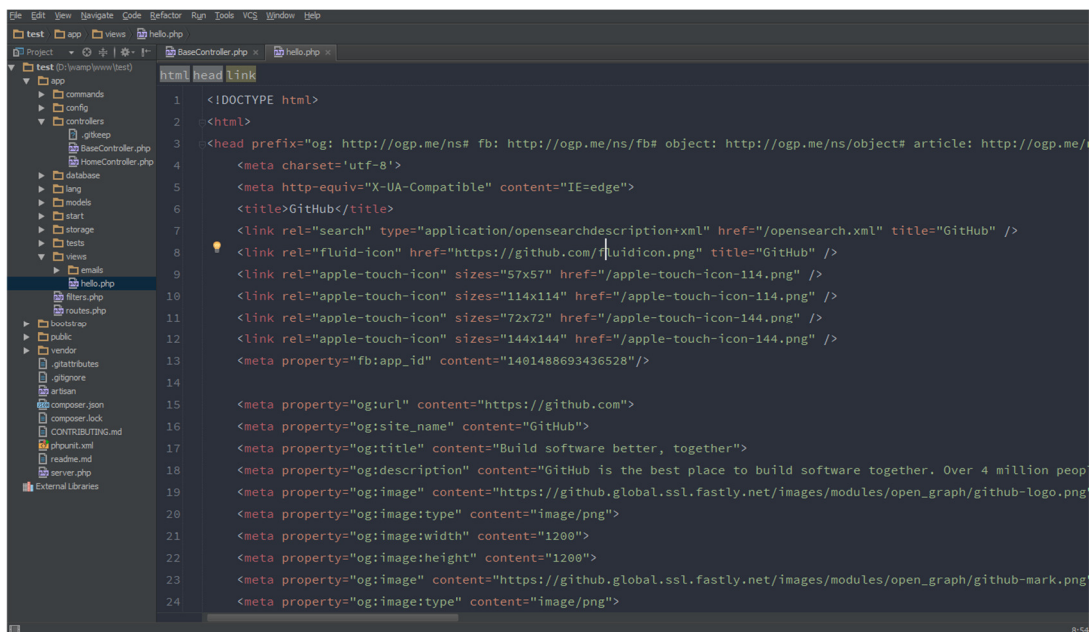 File Edit View Navigate Code Refactor Run Tools VCS Window Help
test app views hello.php
Project BaseController.php × hello.php ×
test (D:\wamp\www\test)
app
commands
config
controllers
.gitkeep
BaseController.php
HomeController.php
database
lang
models
start
storage
tests
views
emails
hello.php
filters.php
routes.php
bootstrap
public
vendor
.gitattributes
.gitignore
artisan
composer.json
composer.lock
CONTRIBUTING.md
phpunit.xml
readme.md
server.php
External Libraries
html head link
1 <!DOCTYPE html>
2 <html>
3 <head prefix="og: http://ogp.me/ns# fb: http://ogp.me/ns/fb# object: http://ogp.me/ns/object# article: http://ogp.me/n
4 <meta charset='utf-8'>
5 <meta http-equiv="X-UA-Compatible" content="IE=edge">
6 <title>GitHub</title>
7 <link rel="search" type="application/opensearchdescription+xml" href="/opensearch.xml" title="GitHub" />
8 <link rel="fluid-icon" href="https://github.com/fluidicon.png" title="GitHub" />
9 <link rel="apple-touch-icon" sizes="57x57" href="/apple-touch-icon-114.png" />
10 <link rel="apple-touch-icon" sizes="114x114" href="/apple-touch-icon-114.png" />
11 <link rel="apple-touch-icon" sizes="72x72" href="/apple-touch-icon-144.png" />
12 <link rel="apple-touch-icon" sizes="144x144" href="/apple-touch-icon-144.png" />
13 <meta property="fb:app_id" content="1401488693436528"/>
14
15 <meta property="og:url" content="https://github.com">
16 <meta property="og:site_name" content="GitHub">
17 <meta property="og:title" content="Build software better, together">
18 <meta property="og:description" content="GitHub is the best place to build software together. Over 4 million peopl
19 <meta property="og:image" content="https://github.global.ssl.fastly.net/images/modules/open_graph/github-logo.png"
20 <meta property="og:image:type" content="image/png">
21 <meta property="og:image:width" content="1200">
22 <meta property="og:image:height" content="1200">
23 <meta property="og:image" content="https://github.global.ssl.fastly.net/images/modules/open_graph/github-mark.png"
24 <meta property="og:image:type" content="image/png">
8:54